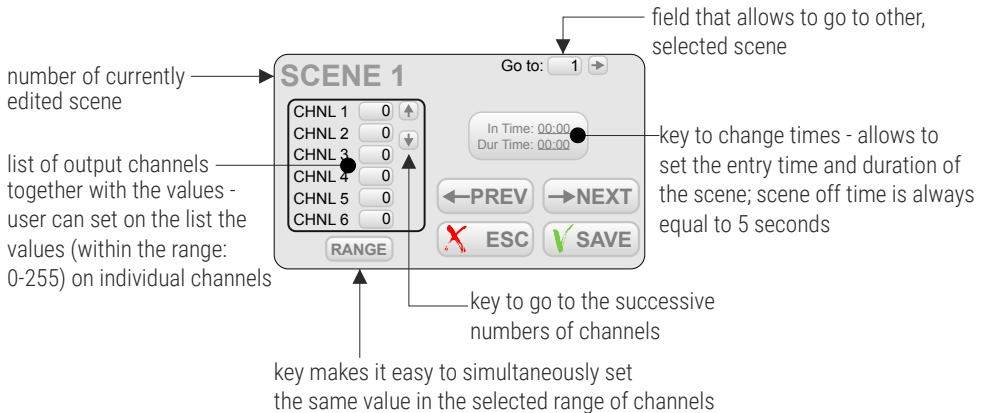 field that allows to go to other,
selected scene
number of currently
edited scene
SCENE 1
Go to: 1
CHNL 1 0
CHNL 2 0
CHNL 3 0
CHNL 4 0
CHNL 5 0
CHNL 6 0
RANGE
In Time: 00:00
Dur Time: 00:00
PREV
NEXT
ESC
SAVE
list of output channels
together with the values -
user can set on the list the
values (within the range:
0-255) on individual channels
key to change times - allows to
set the entry time and duration of
the scene; scene off time is always
equal to 5 seconds
key to go to the successive
numbers of channels
key makes it easy to simultaneously set
the same value in the selected range of channels